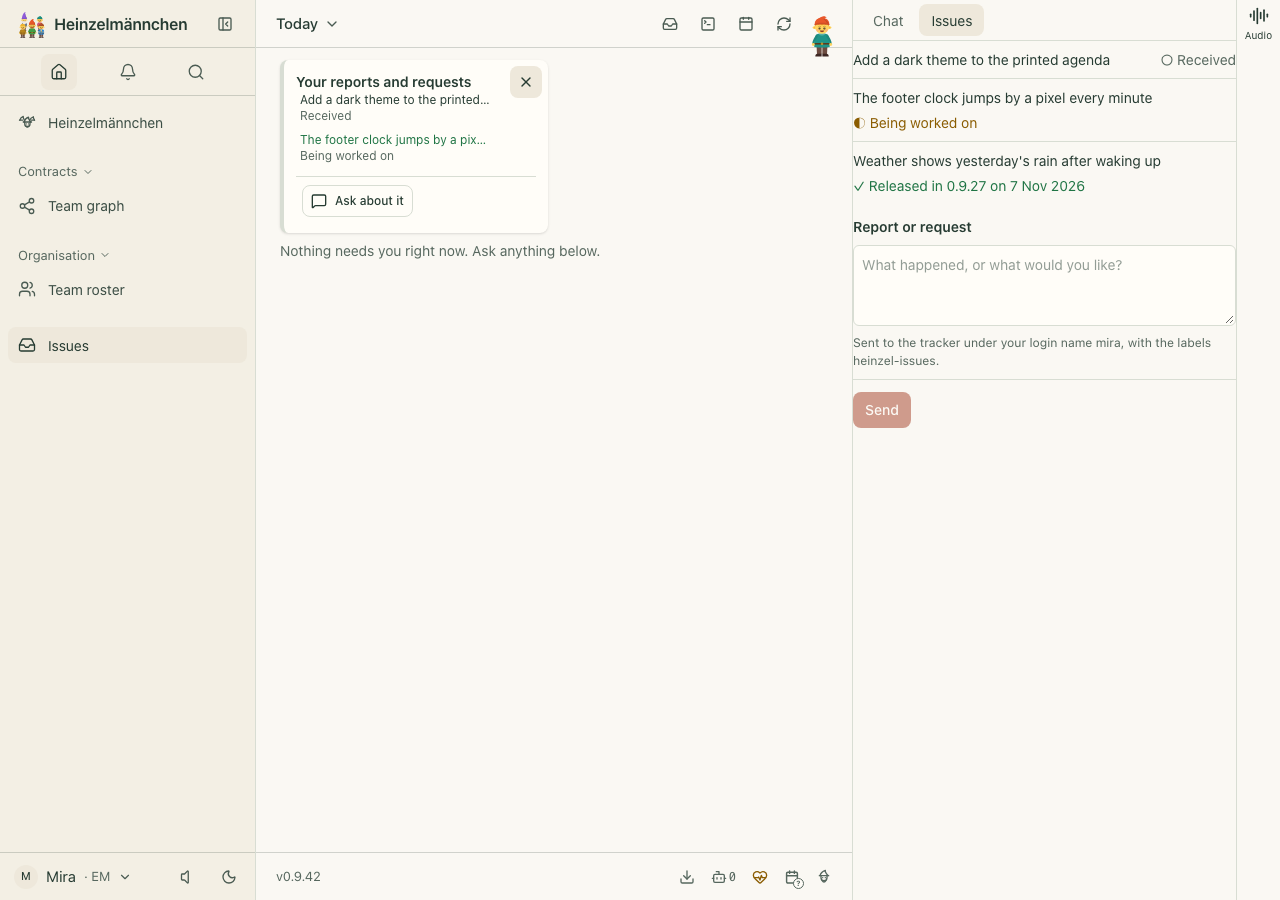 Heinzelmännchen
Heinzelmännchen
Contracts
Team graph
Organisation
Team roster
Issues
M Mira · EM
Today
Your reports and requests
Add a dark theme to the printed...
Received
The footer clock jumps by a pix...
Being worked on
Ask about it
Nothing needs you right now. Ask anything below.
v0.9.42
0
?
Chat Issues
Add a dark theme to the printed agenda Received
The footer clock jumps by a pixel every minute
Being worked on
Weather shows yesterday's rain after waking up
Released in 0.9.27 on 7 Nov 2026
Report or request
What happened, or what would you like?
Sent to the tracker under your login name mira, with the labels
heinzel-issues.
Send
Audio